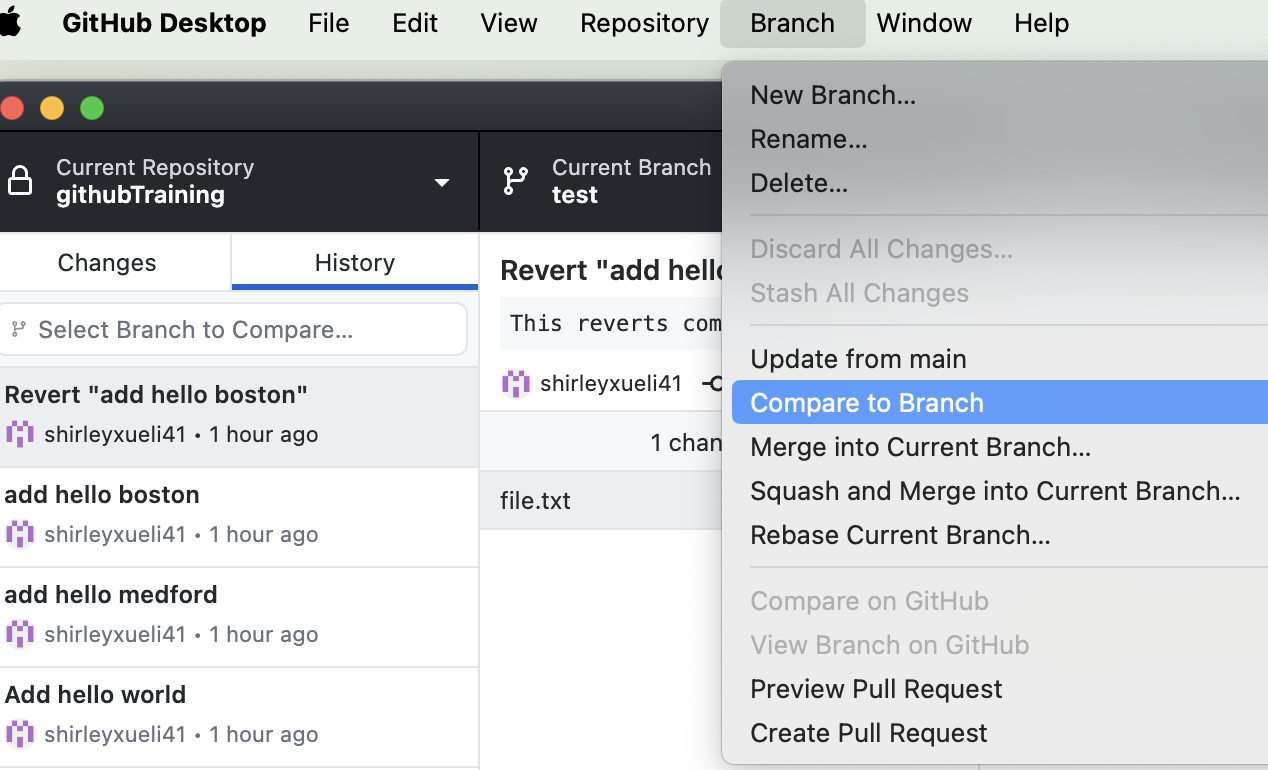 GitHub Desktop File Edit View Repository Branch Window Help
Current Repository
githubTraining
Current Branch
test
Changes History
Select Branch to Compare...
Revert "add hello boston"
shirleyxueli41 • 1 hour ago
add hello boston
shirleyxueli41 • 1 hour ago
add hello medford
shirleyxueli41 • 1 hour ago
Add hello world
shirleyxueli41 • 1 hour ago
Revert "add hello
This reverts com
shirleyxueli41
1 chan
file.txt
New Branch...
Rename...
Delete...
Discard All Changes...
Stash All Changes
Update from main
Compare to Branch
Merge into Current Branch...
Squash and Merge into Current Branch...
Rebase Current Branch...
Compare on GitHub
View Branch on GitHub
Preview Pull Request
Create Pull Request